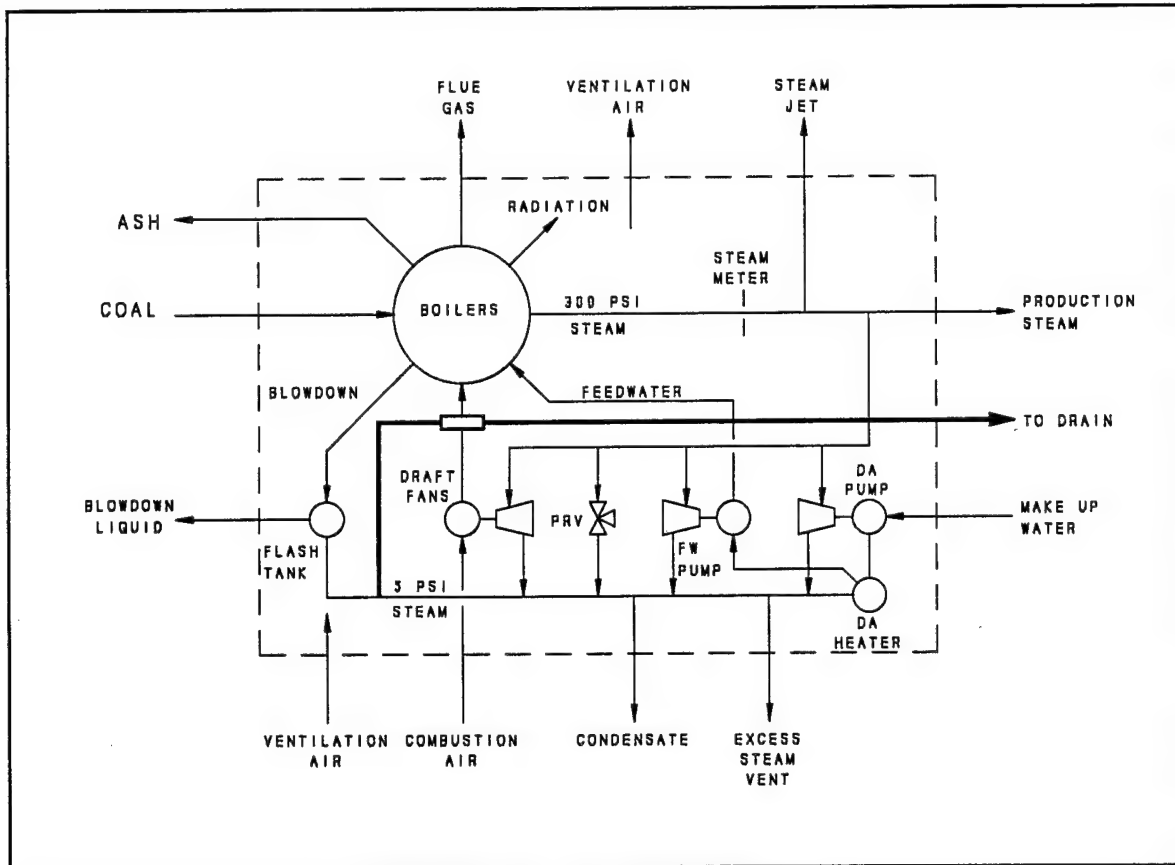 FLUE
GAS
VENTILATION
AIR
STEAM
JET
ASH
RADIATION
STEAM
METER
COAL
BOILERS
300 PSI
STEAM
PRODUCTION
STEAM
BLOWDOWN
FEEDWATER
TO DRAIN
DRAFT
FANS
DA
PUMP
BLOWDOWN
LIQUID
PRV
MAKE UP
WATER
FLASH
TANK
FW
PUMP
3 PSI
STEAM
DA
HEATER
VENTILATION
AIR
COMBUSTION
AIR
CONDENSATE
EXCESS
STEAM
VENT